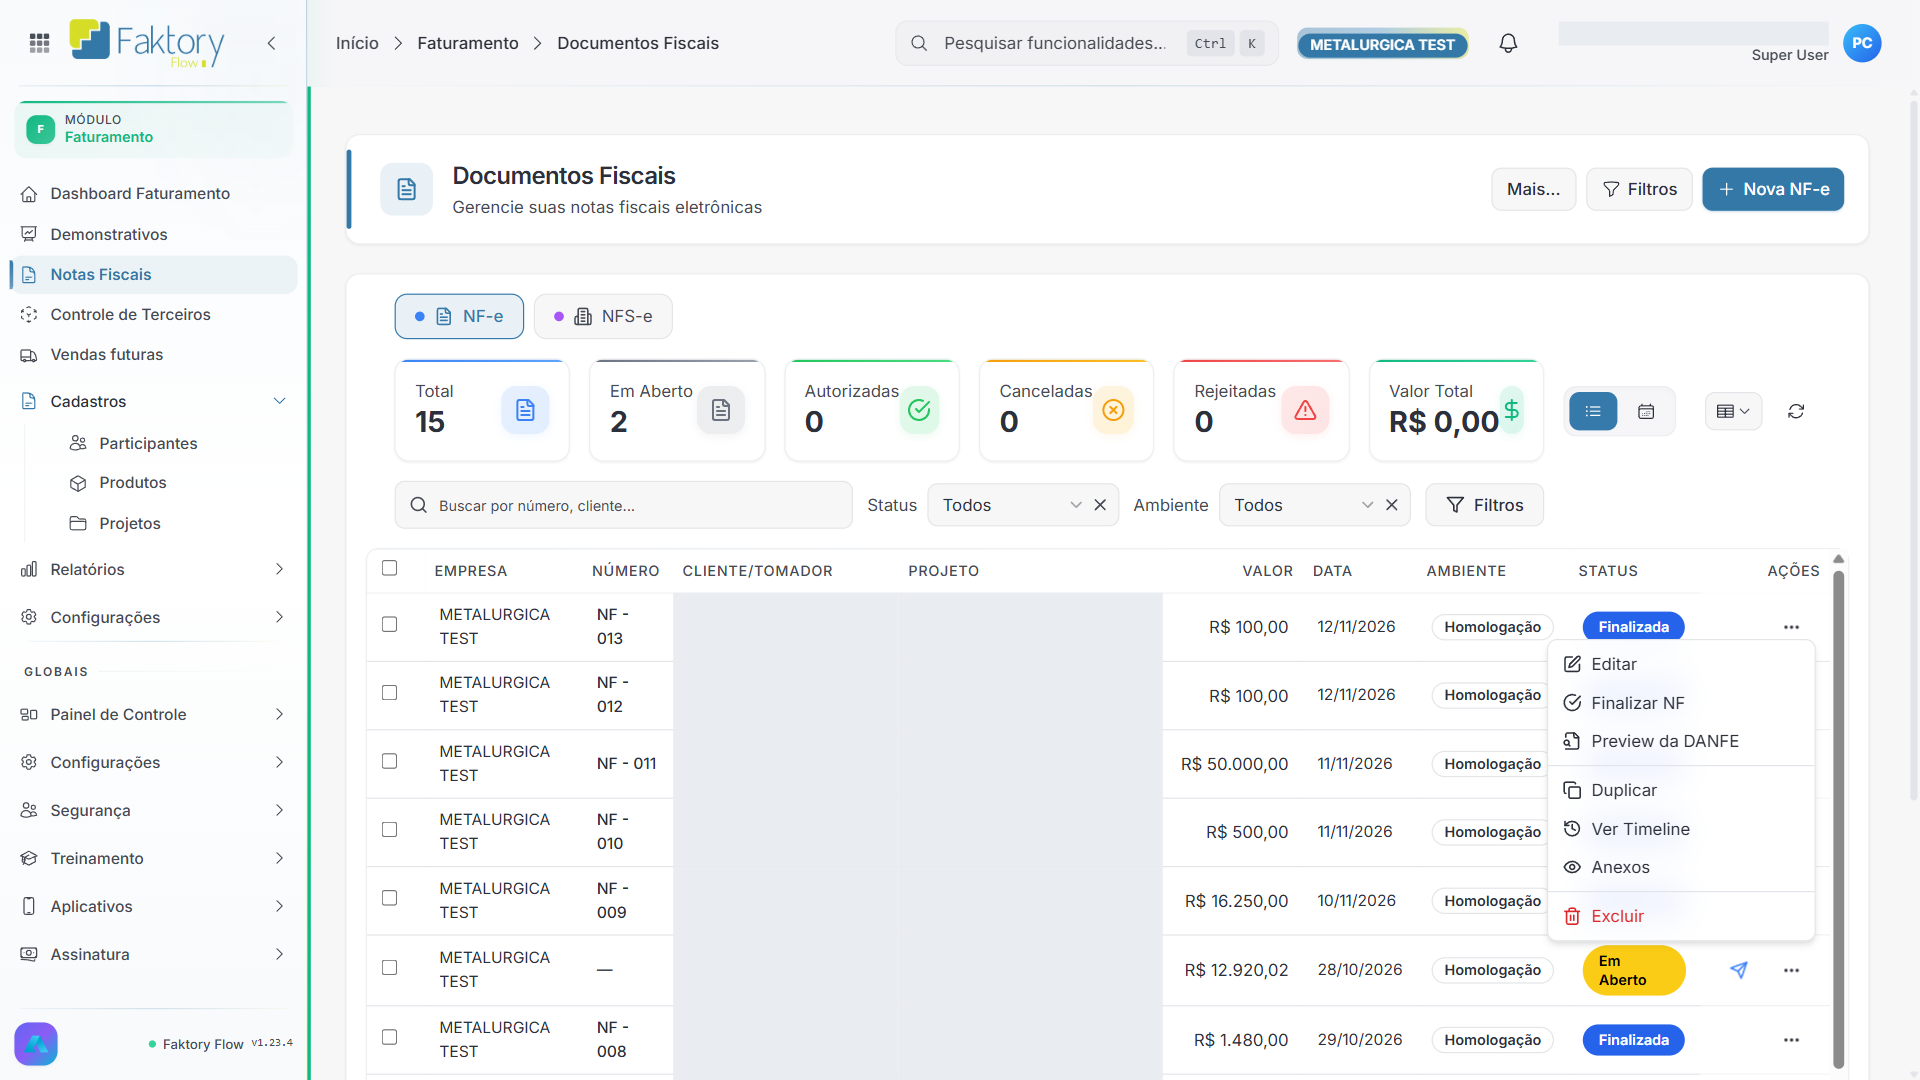 Faktory
Flow
Início > Faturamento > Documentos Fiscais
Pesquisar funcionalidades... Ctrl K
METALURGICA TEST
Super User
PC
F
MÓDULO
Faturamento
Dashboard Faturamento
Demonstrativos
Notas Fiscais
Controle de Terceiros
Vendas futuras
Cadastros
Participantes
Produtos
Projetos
Relatórios
Configurações
GLOBAIS
Painel de Controle
Configurações
Segurança
Treinamento
Aplicativos
Assinatura
Faktory Flow v1.23.4
Documentos Fiscais
Gerencie suas notas fiscais eletrônicas
Mais...
Filtros
+ Nova NF-e
NF-e
NFS-e
Total
15
Em Aberto
2
Autorizadas
0
Canceladas
0
Rejeitadas
0
Valor Total
R$ 0,00
Buscar por número, cliente...
Status
Todos
Ambiente
Todos
Filtros
EMPRESA NÚMERO CLIENTE/TOMADOR PROJETO VALOR DATA AMBIENTE STATUS AÇÕES
METALURGICA TEST NF - 013 R$ 100,00 12/11/2026 Homologação Finalizada
METALURGICA TEST NF - 012 R$ 100,00 12/11/2026 Homologação
METALURGICA TEST NF - 011 R$ 50.000,00 11/11/2026 Homologação
METALURGICA TEST NF - 010 R$ 500,00 11/11/2026 Homologação
METALURGICA TEST NF - 009 R$ 16.250,00 10/11/2026 Homologação
METALURGICA TEST — R$ 12.920,02 28/10/2026 Homologação Em Aberto
METALURGICA TEST NF - 008 R$ 1.480,00 29/10/2026 Homologação Finalizada
Editar
Finalizar NF
Preview da DANFE
Duplicar
Ver Timeline
Anexos
Excluir